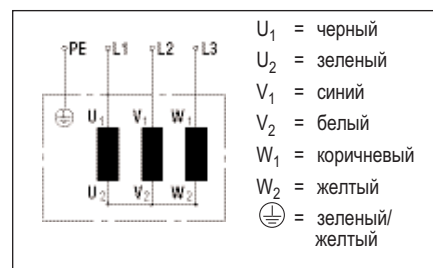 PE L1 L2 L3
U₁ V₁ W₁
U₂ V₂ W₂
U₁ = черный
U₂ = зеленый
V₁ = синий
V₂ = белый
W₁ = коричневый
W₂ = желтый
= зеленый/
желтый